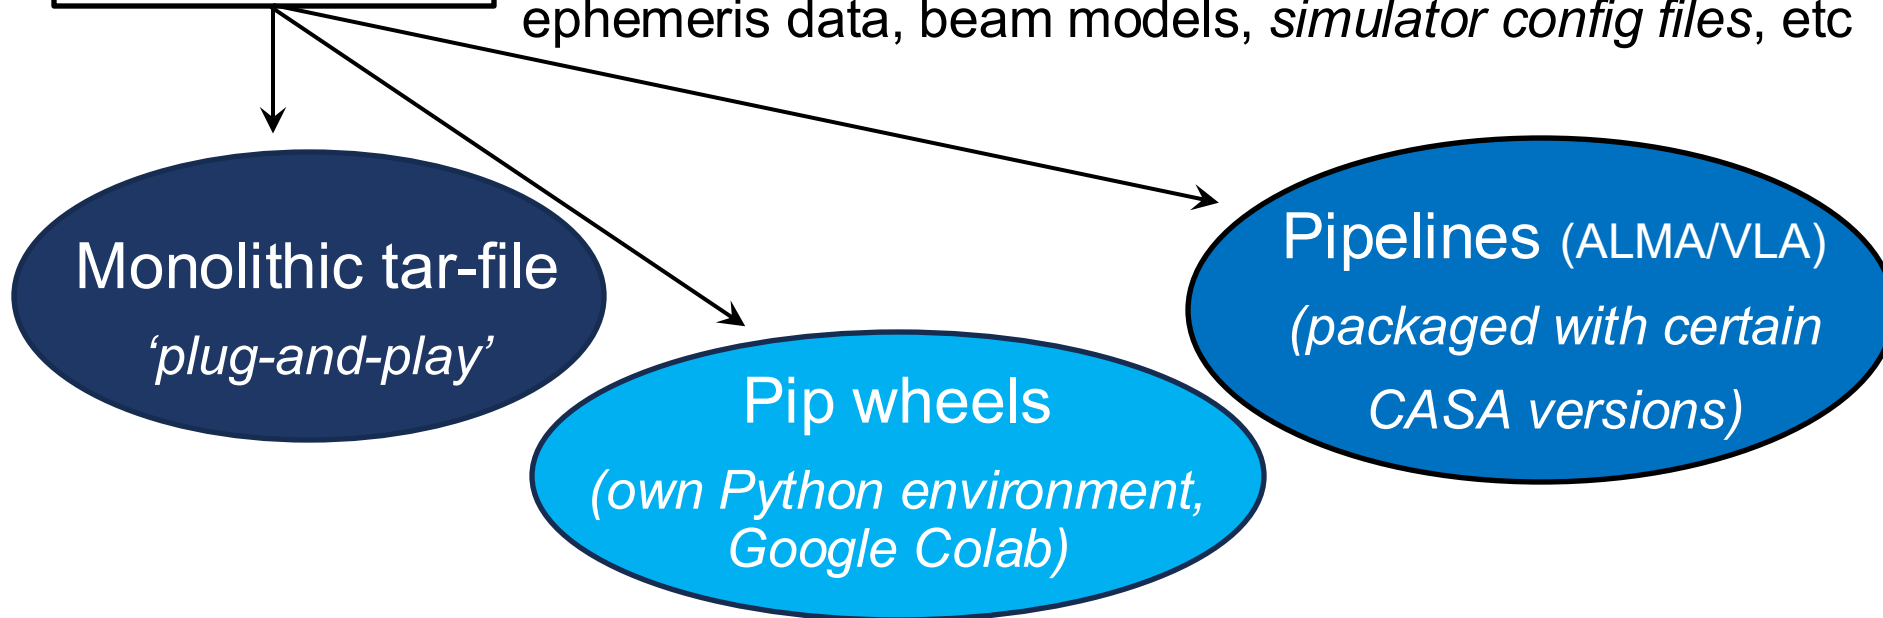 ephemeris data, beam models, simulator config files, etc
Monolithic tar-file
‘plug-and-play’
Pip wheels
(own Python environment,
Google Colab)
Pipelines (ALMA/VLA)
(packaged with certain
CASA versions)